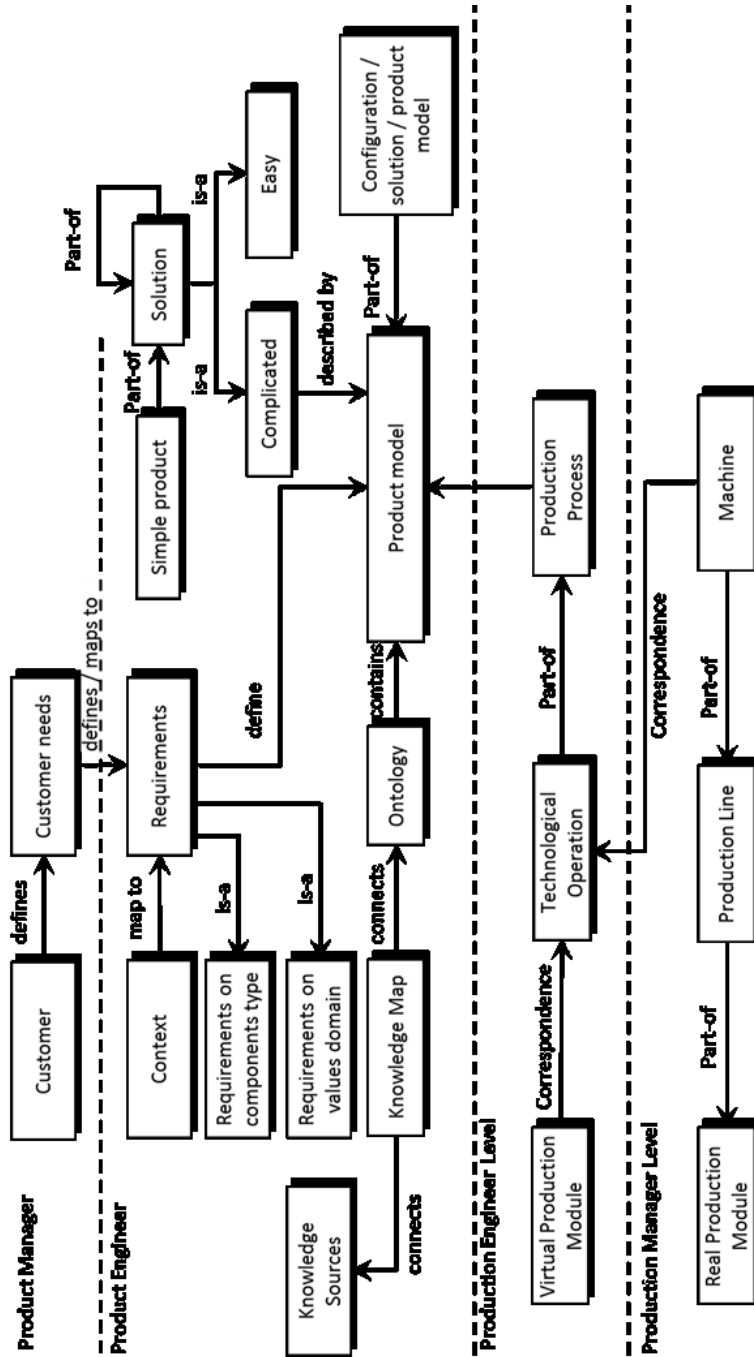 Product Manager
Customer
defines
Customer needs
defines / maps to
Product Engineer
Context
map to
Requirements
Simple product
Part-of
Solution
Part-of
is-a
is-a
Easy
Complicated
described by
Requirements on
components type
Is-a
Requirements on
values domain
Is-a
define
Knowledge
Sources
connects
Knowledge Map
connects
Ontology
contains
Product model
Part-of
Configuration /
solution / product
model
Production Engineer Level
Virtual Production
Module
Correspondence
Technological
Operation
Part-of
Production
Process
Production Manager Level
Correspondence
Real Production
Module
Part-of
Production Line
Part-of
Machine